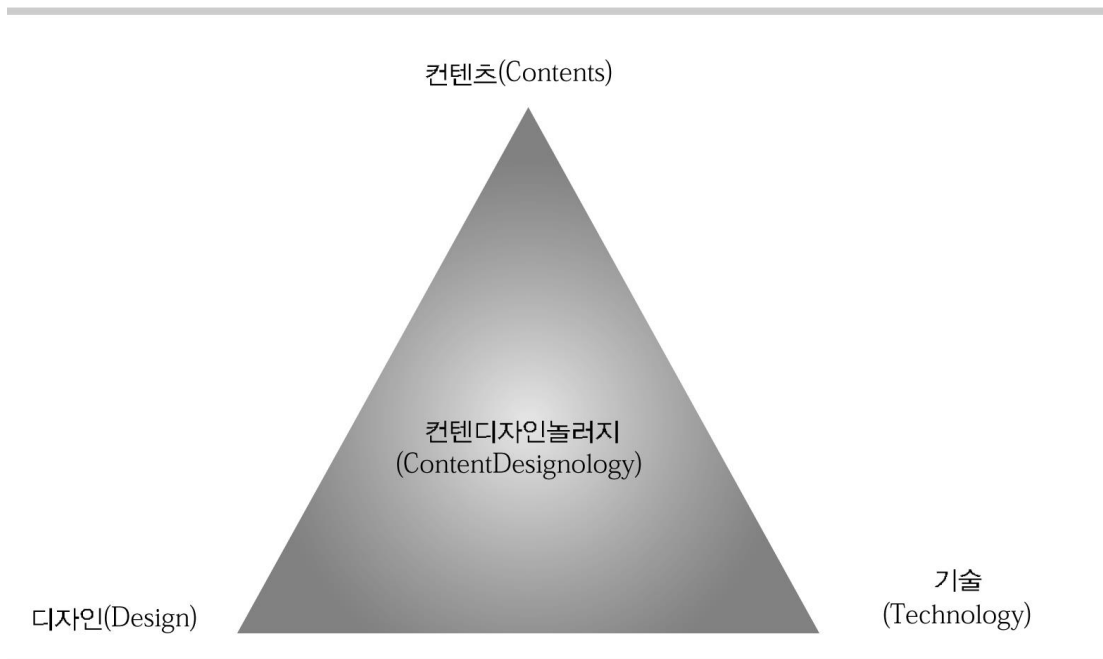 컨텐츠(Contents)
컨텐디자인놀러지
(ContentDesignology)
디자인(Design)
기술
(Technology)